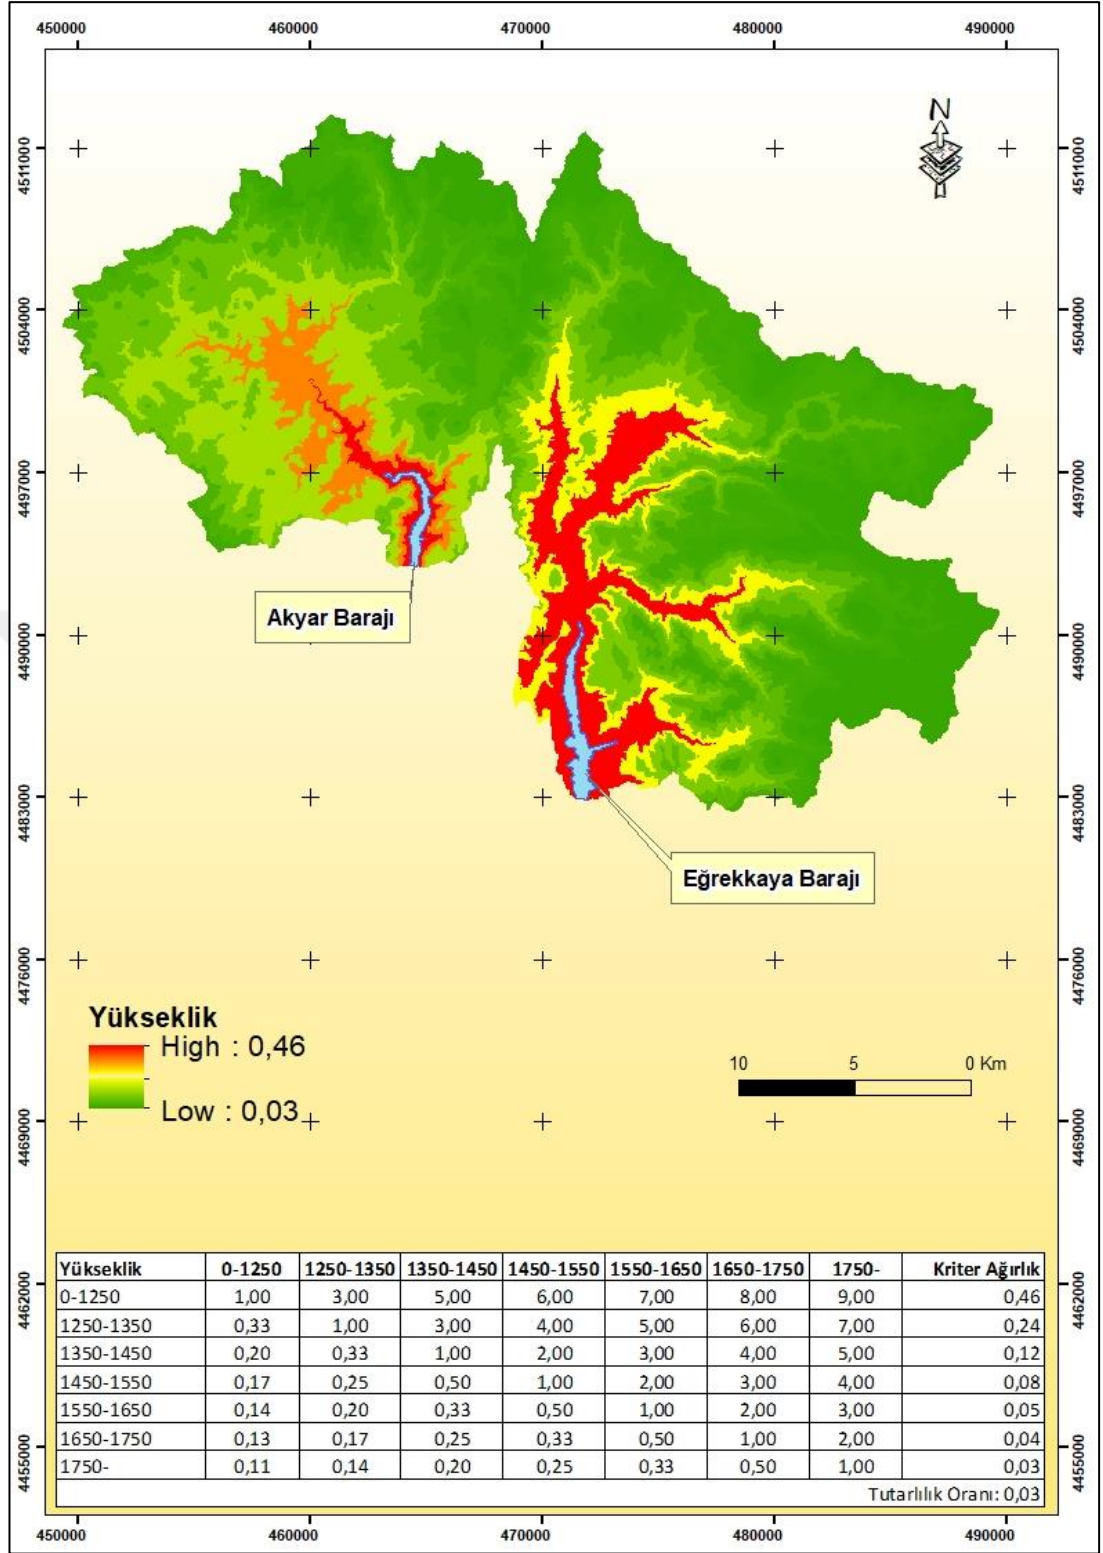 450000 460000 470000 480000 490000
N
4511000 4511000
4504000 4504000
4497000 4497000
Akyar Barajı
4490000 4490000
4483000 4483000
Eğrekkaya Barajı
4476000 4476000
Yükseklik
High : 0,46
Low : 0,03
10 5 0 Km
4469000 4469000
Yükseklik 0-1250 1250-1350 1350-1450 1450-1550 1550-1650 1650-1750 1750- Kriter Ağırlık
0-1250 1,00 3,00 5,00 6,00 7,00 8,00 9,00 0,46
1250-1350 0,33 1,00 3,00 4,00 5,00 6,00 7,00 0,24
1350-1450 0,20 0,33 1,00 2,00 3,00 4,00 5,00 0,12
1450-1550 0,17 0,25 0,50 1,00 2,00 3,00 4,00 0,08
1550-1650 0,14 0,20 0,33 0,50 1,00 2,00 3,00 0,05
1650-1750 0,13 0,17 0,25 0,33 0,50 1,00 2,00 0,04
1750- 0,11 0,14 0,20 0,25 0,33 0,50 1,00 0,03
Tutarlılık Oranı: 0,03
4462000 4462000
4455000 4455000
450000 460000 470000 480000 490000